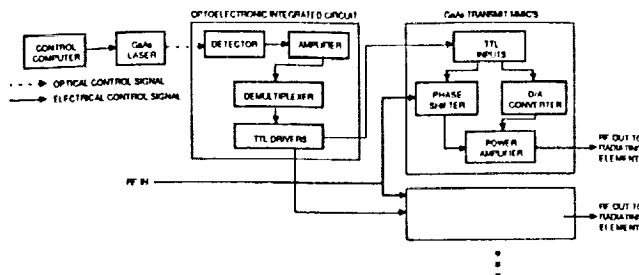 OPTOELECTRONIC INTEGRATED CIRCUIT
GaAs TRANSMIT MMIC'S
CONTROL
COMPUTER
GaAs
LASER
DETECTOR
AMPLIFIER
TTL
INPUTS
OPTICAL CONTROL SIGNAL
ELECTRICAL CONTROL SIGNAL
DEMULTIPLEXER
PHASE
SHIFTER
D/A
CONVERTER
TTL DRIVERS
POWER
AMPLIFIER
RF OUT TO
RADIATING
ELEMENT
RF IN
RF OUT TO
RADIATING
ELEMENT